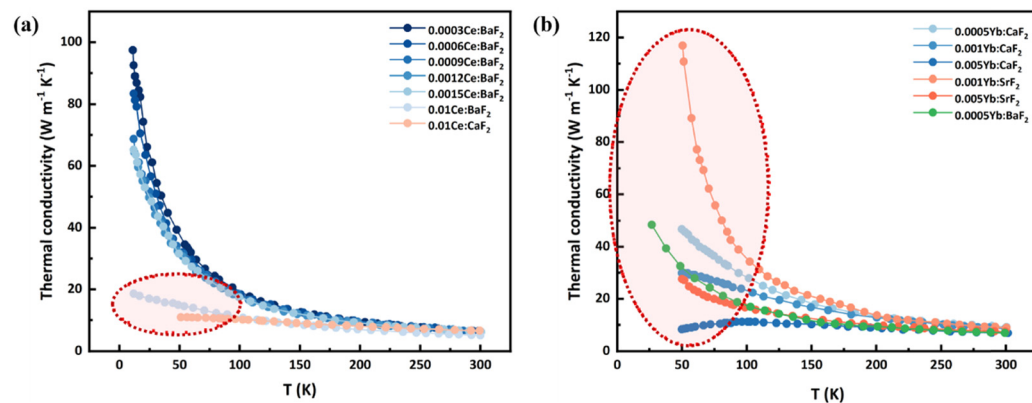 (a)
Thermal conductivity (W m⁻¹ K⁻¹)
100
80
60
40
20
0
0.0003Ce:BaF₂
0.0006Ce:BaF₂
0.0009Ce:BaF₂
0.0012Ce:BaF₂
0.0015Ce:BaF₂
0.01Ce:BaF₂
0.01Ce:CaF₂
0 50 100 150 200 250 300
T (K)
(b)
Thermal conductivity (W m⁻¹ K⁻¹)
120
100
80
60
40
20
0
0.0005Yb:CaF₂
0.001Yb:CaF₂
0.005Yb:CaF₂
0.001Yb:SrF₂
0.005Yb:SrF₂
0.0005Yb:BaF₂
0 50 100 150 200 250 300
T (K)